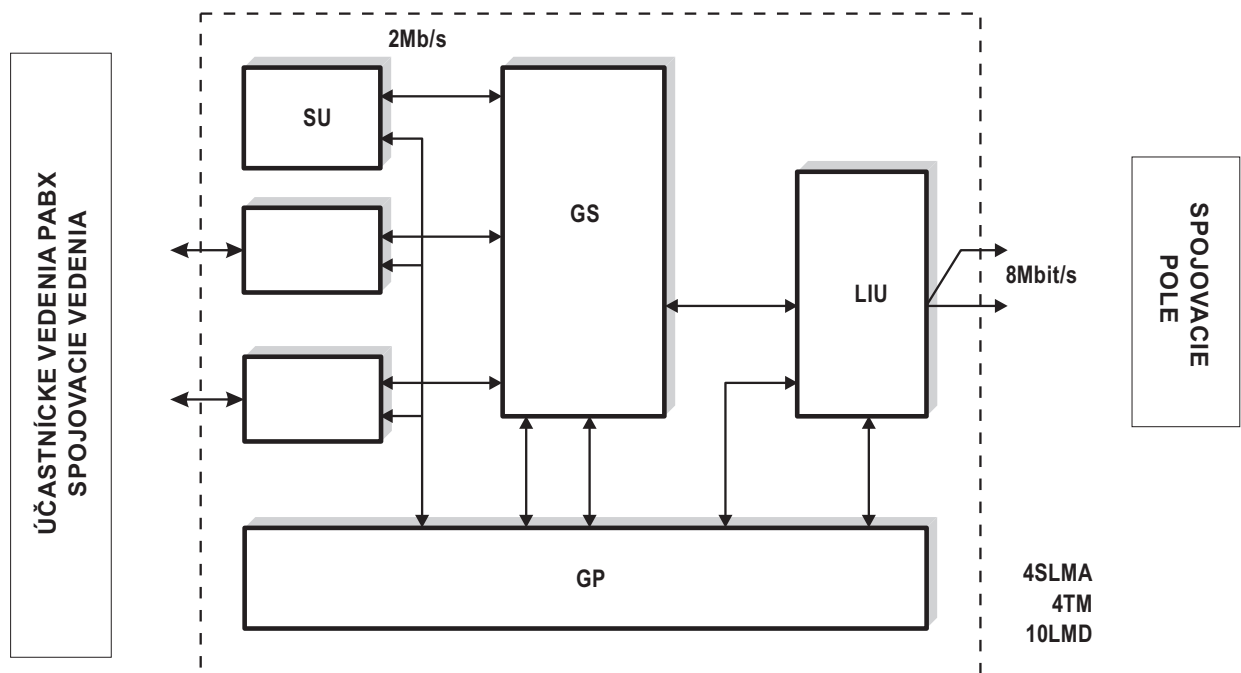 2Mb/s
ÚČASTNÍCKE VEDENIA PABX
SPOJOVACIE VEDENIA
SU
GS
LIU
8Mbit/s
SPOJOVACIE
POLE
GP
4SLMA
4TM
10LMD